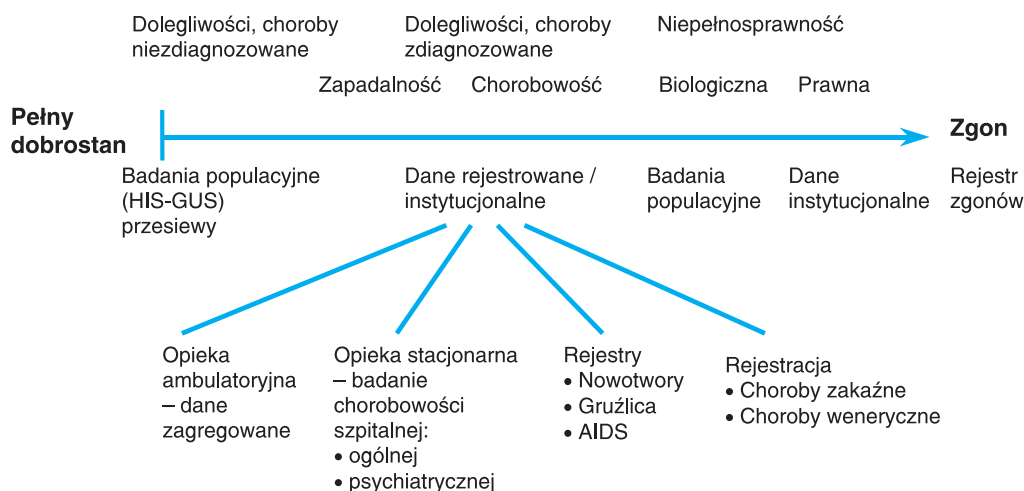 Dolegliwości, choroby
niezdiagnozowane
Dolegliwości, choroby
zdiagnozowane
Niepełnosprawność
Zapadalność
Chorobowość
Biologiczna
Prawna
Pełny
dobrostan
Zgon
Badania populacyjne
(HIS-GUS)
przesiewy
Dane rejestrowane /
instytucjonalne
Badania
populacyjne
Dane
instytucjonalne
Rejestr
zgonów
Opieka
ambulatoryjna
– dane
zagregowane
Opieka stacjonarna
– badanie
chorobowości
szpitalnej:
• ogólnej
• psychiatrycznej
Rejestry
• Nowotwory
• Gruźlica
• AIDS
Rejestracja
• Choroby zakaźne
• Choroby weneryczne